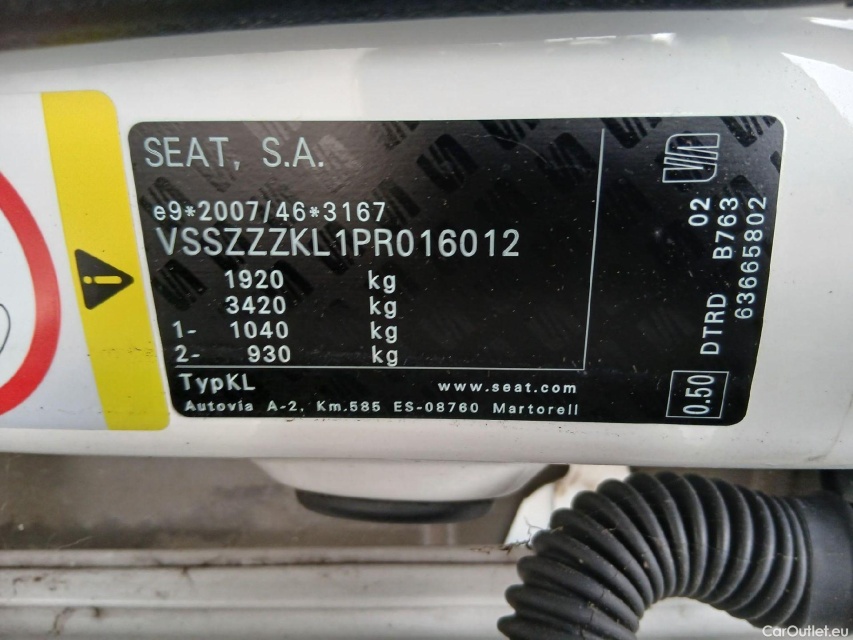 SEAT, S.A.
e9*2007/46*3167
VSSZZZKL1PR016012
1920 kg
3420 kg
1- 1040 kg
2- 930 kg
TypKL www.seat.com
Autovia A-2, Km.585 ES-08760 Martorell
02
DTRD B763
63665802
0.50
CarOutlet.eu